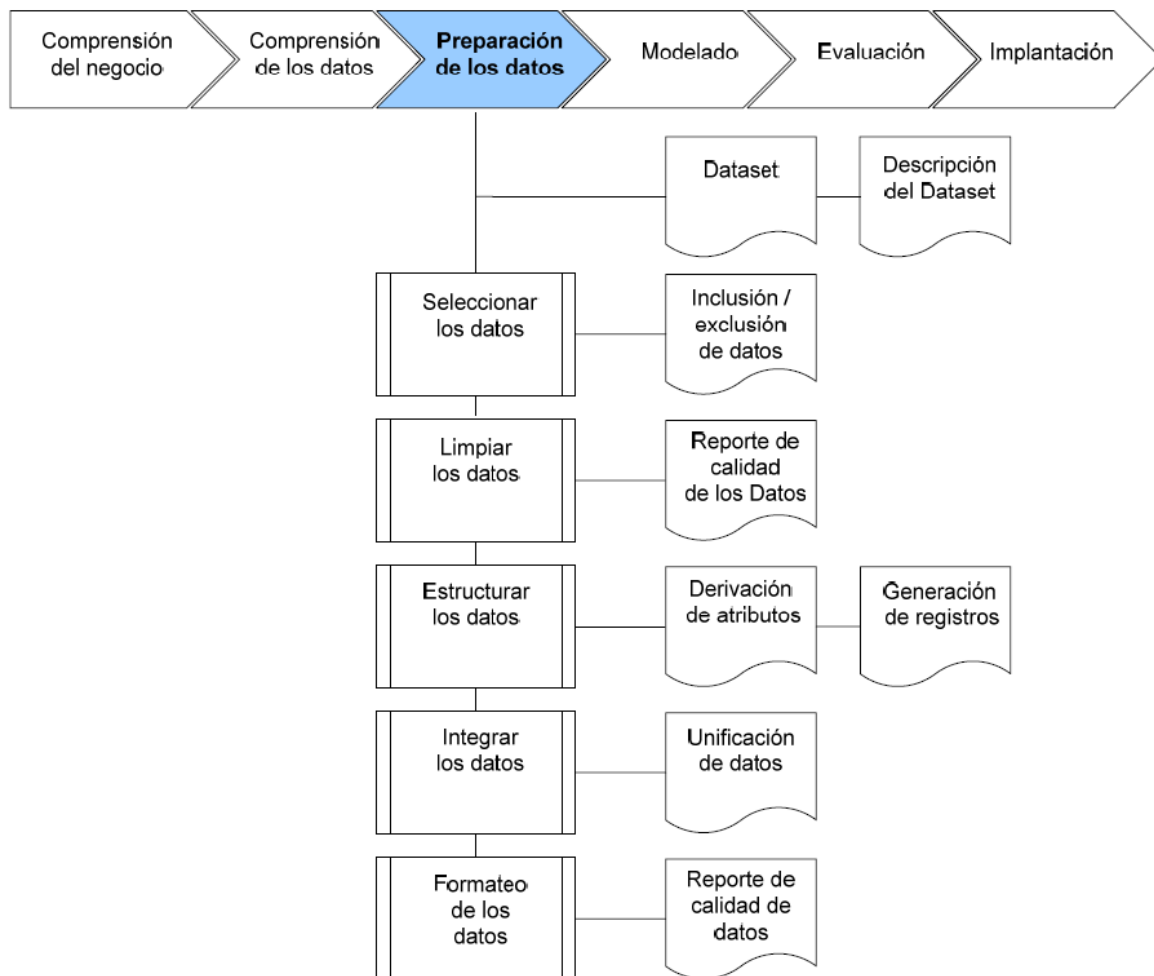 Comprensión
del negocio
Comprensión
de los datos
Preparación
de los datos
Modelado
Evaluación
Implantación
Dataset
Descripción
del Dataset
Seleccionar
los datos
Inclusión /
exclusión
de datos
Limpiar
los datos
Reporte de
calidad
de los Datos
Estructurar
los datos
Derivación
de atributos
Generación
de registros
Integrar
los datos
Unificación
de datos
Formateo
de los
datos
Reporte de
calidad de
datos